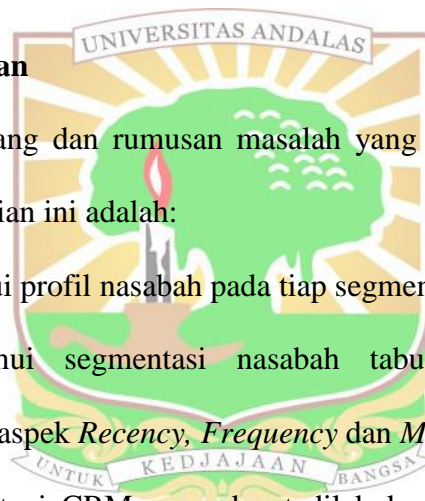 UNIVERSITAS ANDALAS
an
ang dan rumusan masalah yang
ian ini adalah:
ui profil nasabah pada tiap segmen
hui segmentasi nasabah tabu
aspek Recency, Frequency dan M
UNTUK KEDJAJAAN BANGSA